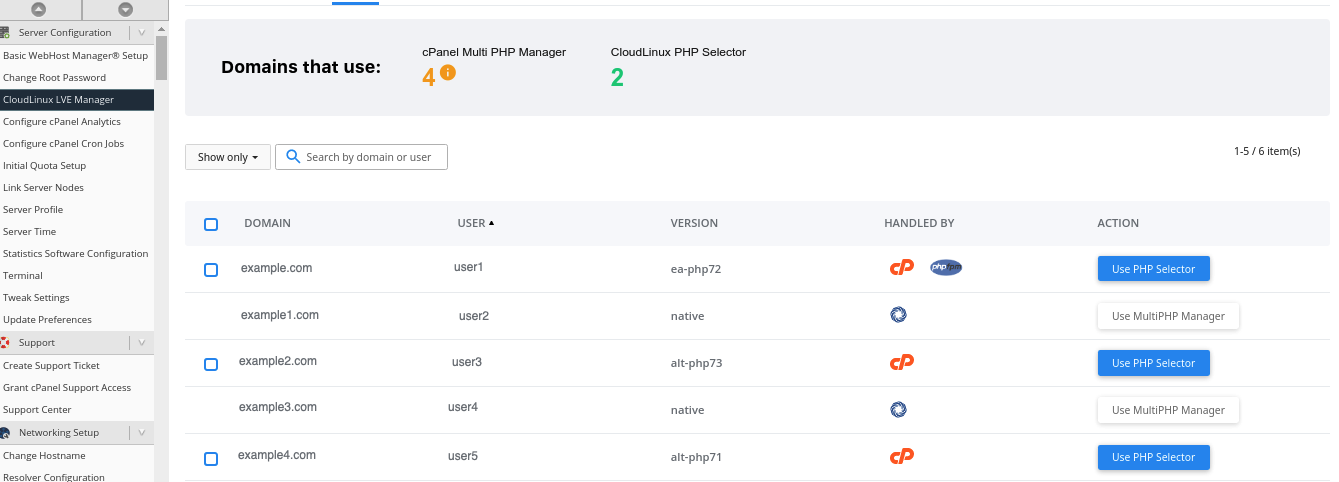 Server Configuration
Basic WebHost Manager® Setup
Change Root Password
CloudLinux LVE Manager
Configure cPanel Analytics
Configure cPanel Cron Jobs
Initial Quota Setup
Link Server Nodes
Server Profile
Server Time
Statistics Software Configuration
Terminal
Tweak Settings
Update Preferences
Support
Create Support Ticket
Grant cPanel Support Access
Support Center
Networking Setup
Change Hostname
Resolver Configuration
Domains that use:
cPanel Multi PHP Manager
4 i
CloudLinux PHP Selector
2
Show only
Search by domain or user
1-5 / 6 item(s)
DOMAIN USER VERSION HANDLED BY ACTION
example.com user1 ea-php72 cP php fpm Use PHP Selector
example1.com user2 native Use MultiPHP Manager
example2.com user3 alt-php73 cP Use PHP Selector
example3.com user4 native Use MultiPHP Manager
example4.com user5 alt-php71 cP Use PHP Selector